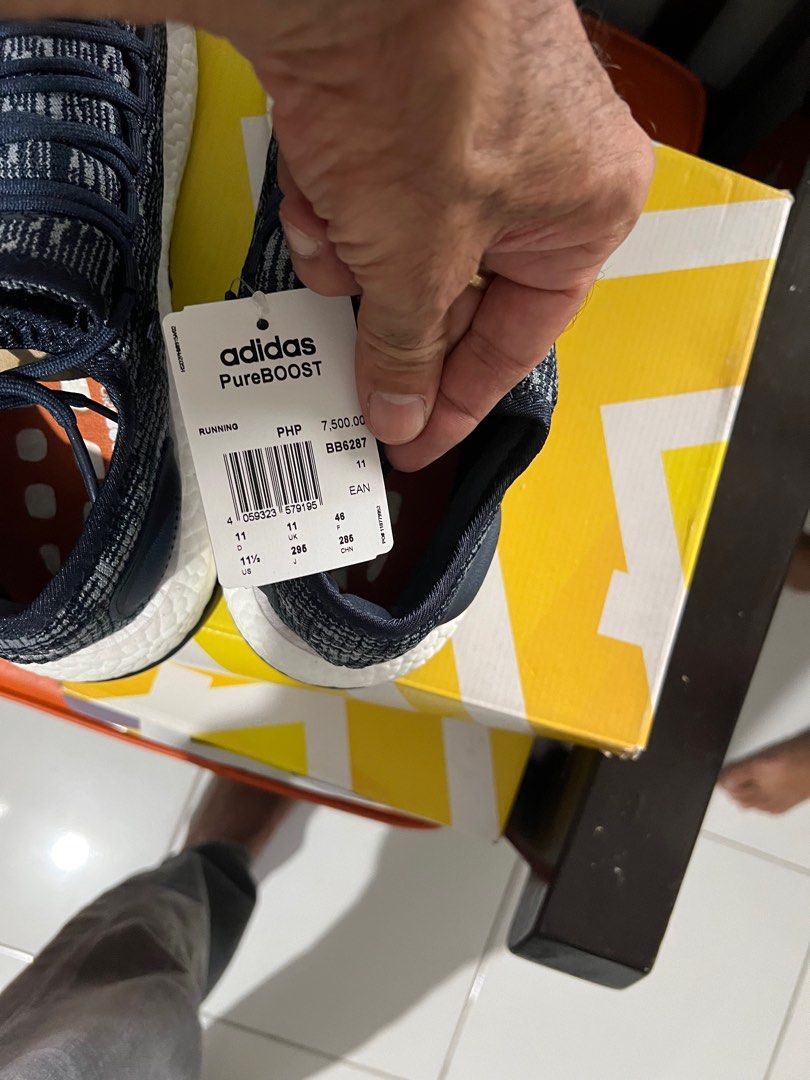 adidas
PureBOOST
RUNNING PHP 7,500.00
BB6287
11
EAN
4 059323 579195
11 11 46
D UK F
11½ 295 285
US J CHN